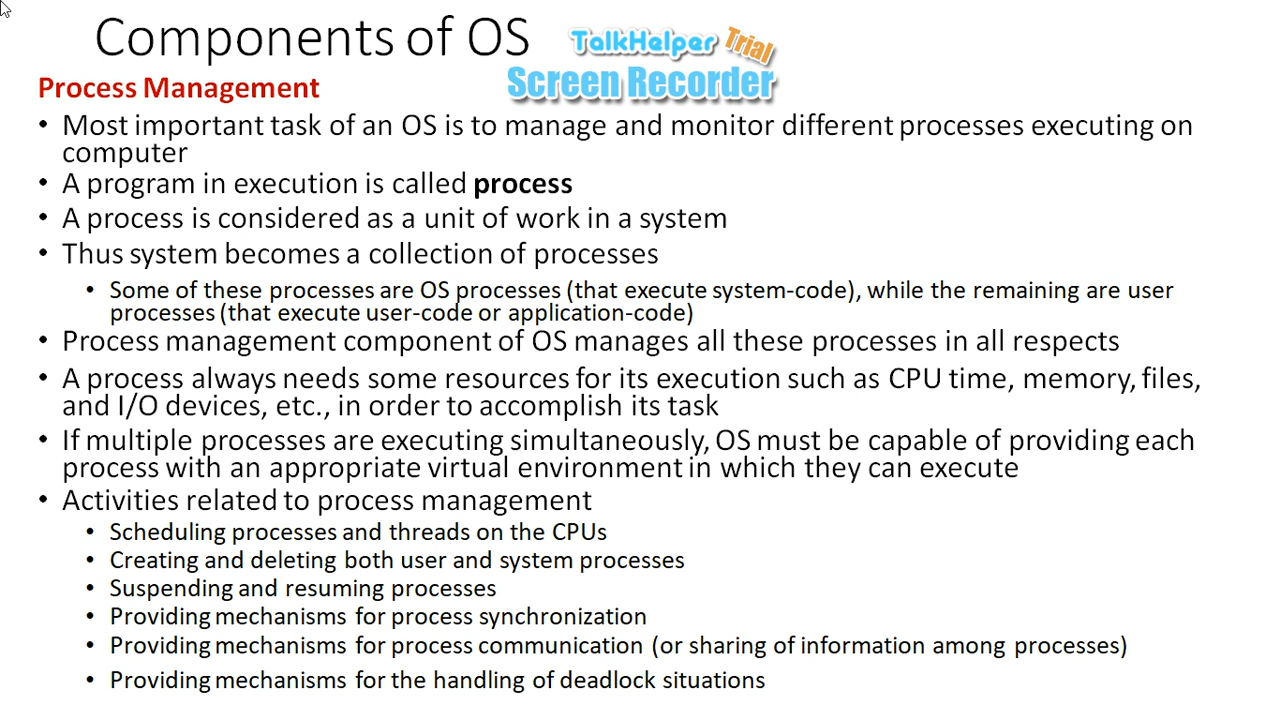 Components of OS
TalkHelper Trial
Screen Recorder
Process Management
• Most important task of an OS is to manage and monitor different processes executing on
computer
• A program in execution is called process
• A process is considered as a unit of work in a system
• Thus system becomes a collection of processes
• Some of these processes are OS processes (that execute system-code), while the remaining are user
processes (that execute user-code or application-code)
• Process management component of OS manages all these processes in all respects
• A process always needs some resources for its execution such as CPU time, memory, files,
and I/O devices, etc., in order to accomplish its task
• If multiple processes are executing simultaneously, OS must be capable of providing each
process with an appropriate virtual environment in which they can execute
• Activities related to process management
• Scheduling processes and threads on the CPUs
• Creating and deleting both user and system processes
• Suspending and resuming processes
• Providing mechanisms for process synchronization
• Providing mechanisms for process communication (or sharing of information among processes)
• Providing mechanisms for the handling of deadlock situations